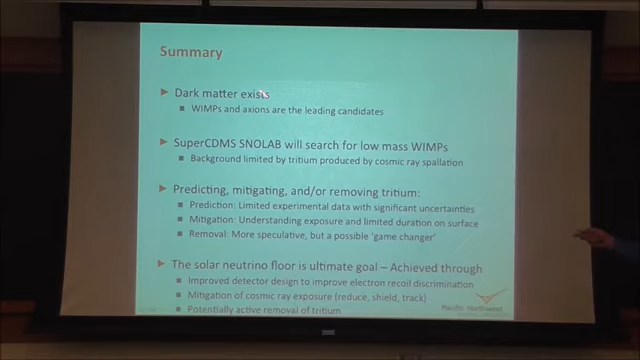 Summary
Dark matter exists
WIMPs and axions are the leading candidates
SuperCDMS SNOLAB will search for low mass WIMPs
Background limited by tritium produced by cosmic ray spallation
Predicting, mitigating, and/or removing tritium:
Prediction: Limited experimental data with significant uncertainties
Mitigation: Understanding exposure and limited duration on surface
Removal: More speculative, but a possible ‘game changer’
The solar neutrino floor is ultimate goal – Achieved through
Improved detector design to improve electron recoil discrimination
Mitigation of cosmic ray exposure (reduce, shield, track)
Potentially active removal of tritium
Pacific Northwest